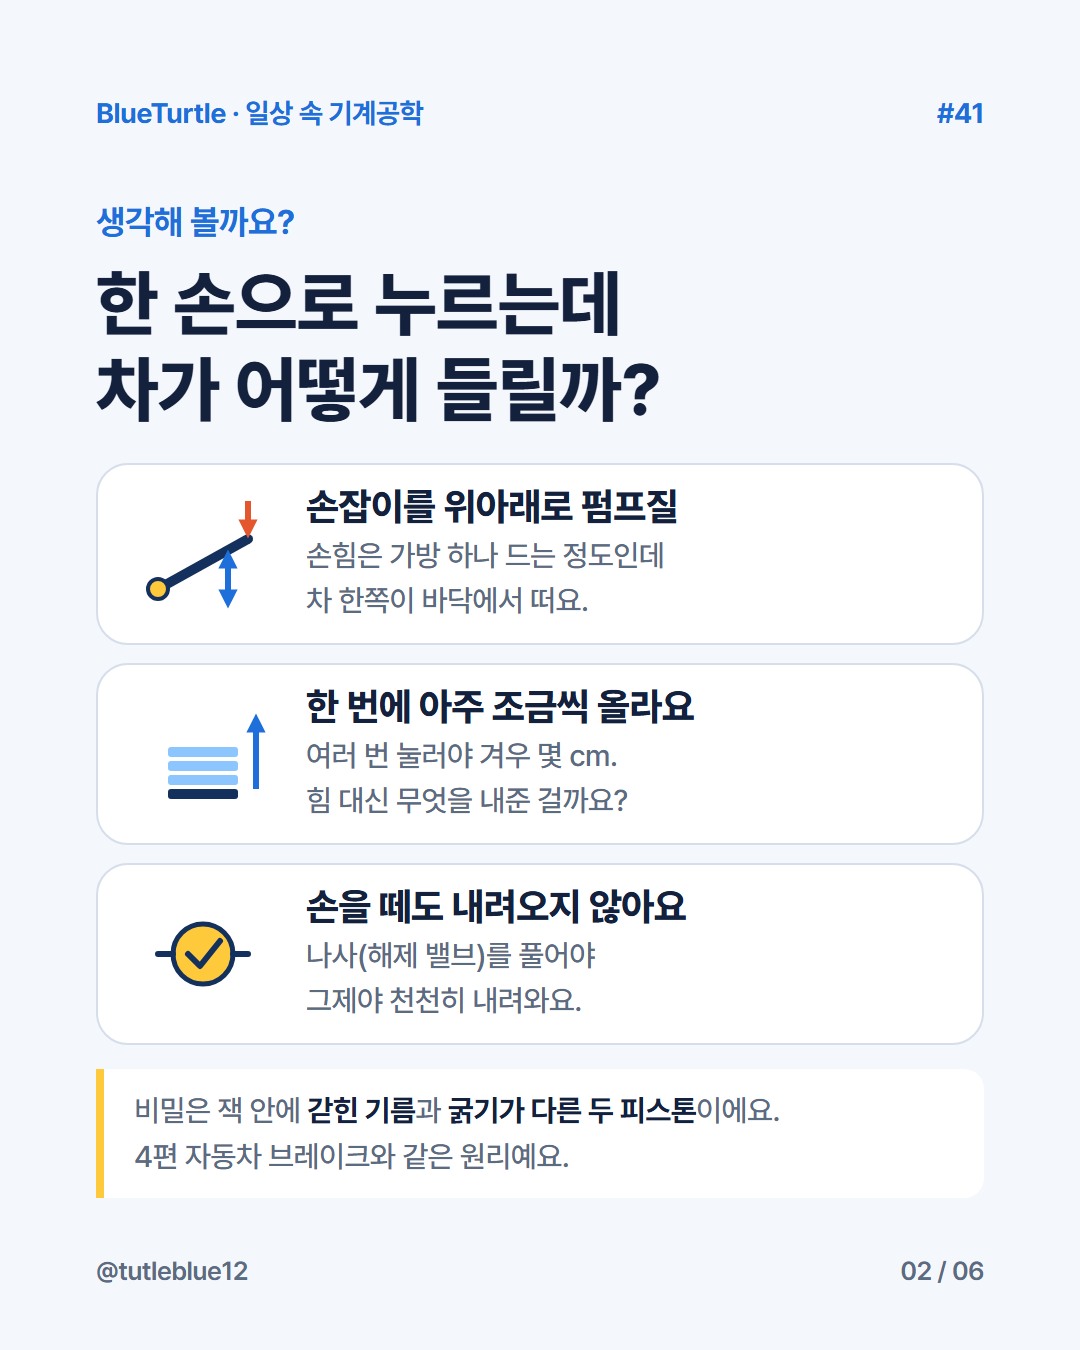 BlueTurtle · 일상 속 기계공학
#41
생각해 볼까요?
한 손으로 누르는데
차가 어떻게 들릴까?
손잡이를 위아래로 펌프질
손힘은 가방 하나 드는 정도인데
차 한쪽이 바닥에서 떠요.
한 번에 아주 조금씩 올라요
여러 번 눌러야 겨우 몇 cm.
힘 대신 무엇을 내준 걸까요?
손을 떼도 내려오지 않아요
나사(해제 밸브)를 풀어야
그제야 천천히 내려와요.
비밀은 잭 안에 갇힌 기름과 굵기가 다른 두 피스톤이에요.
4편 자동차 브레이크와 같은 원리예요.
@tutleblue12
02 / 06